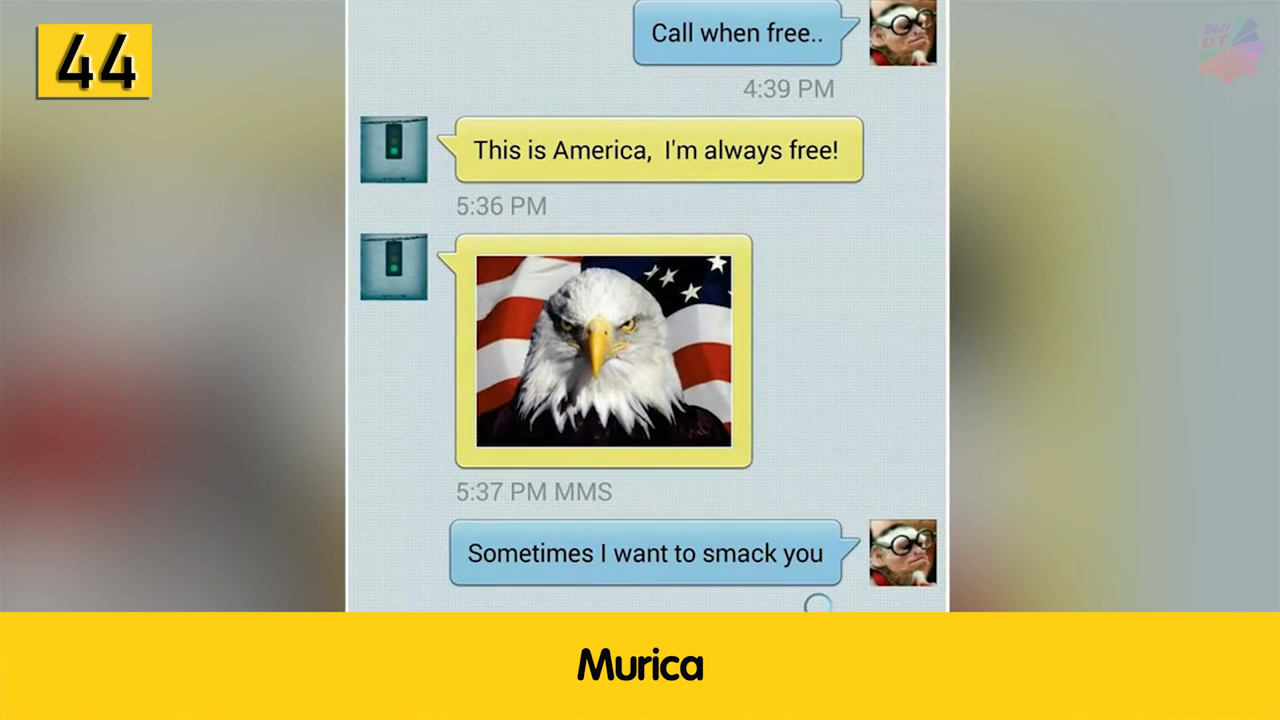 44
Call when free..
4:39 PM
This is America, I'm always free!
5:36 PM
5:37 PM MMS
Sometimes I want to smack you
Murica